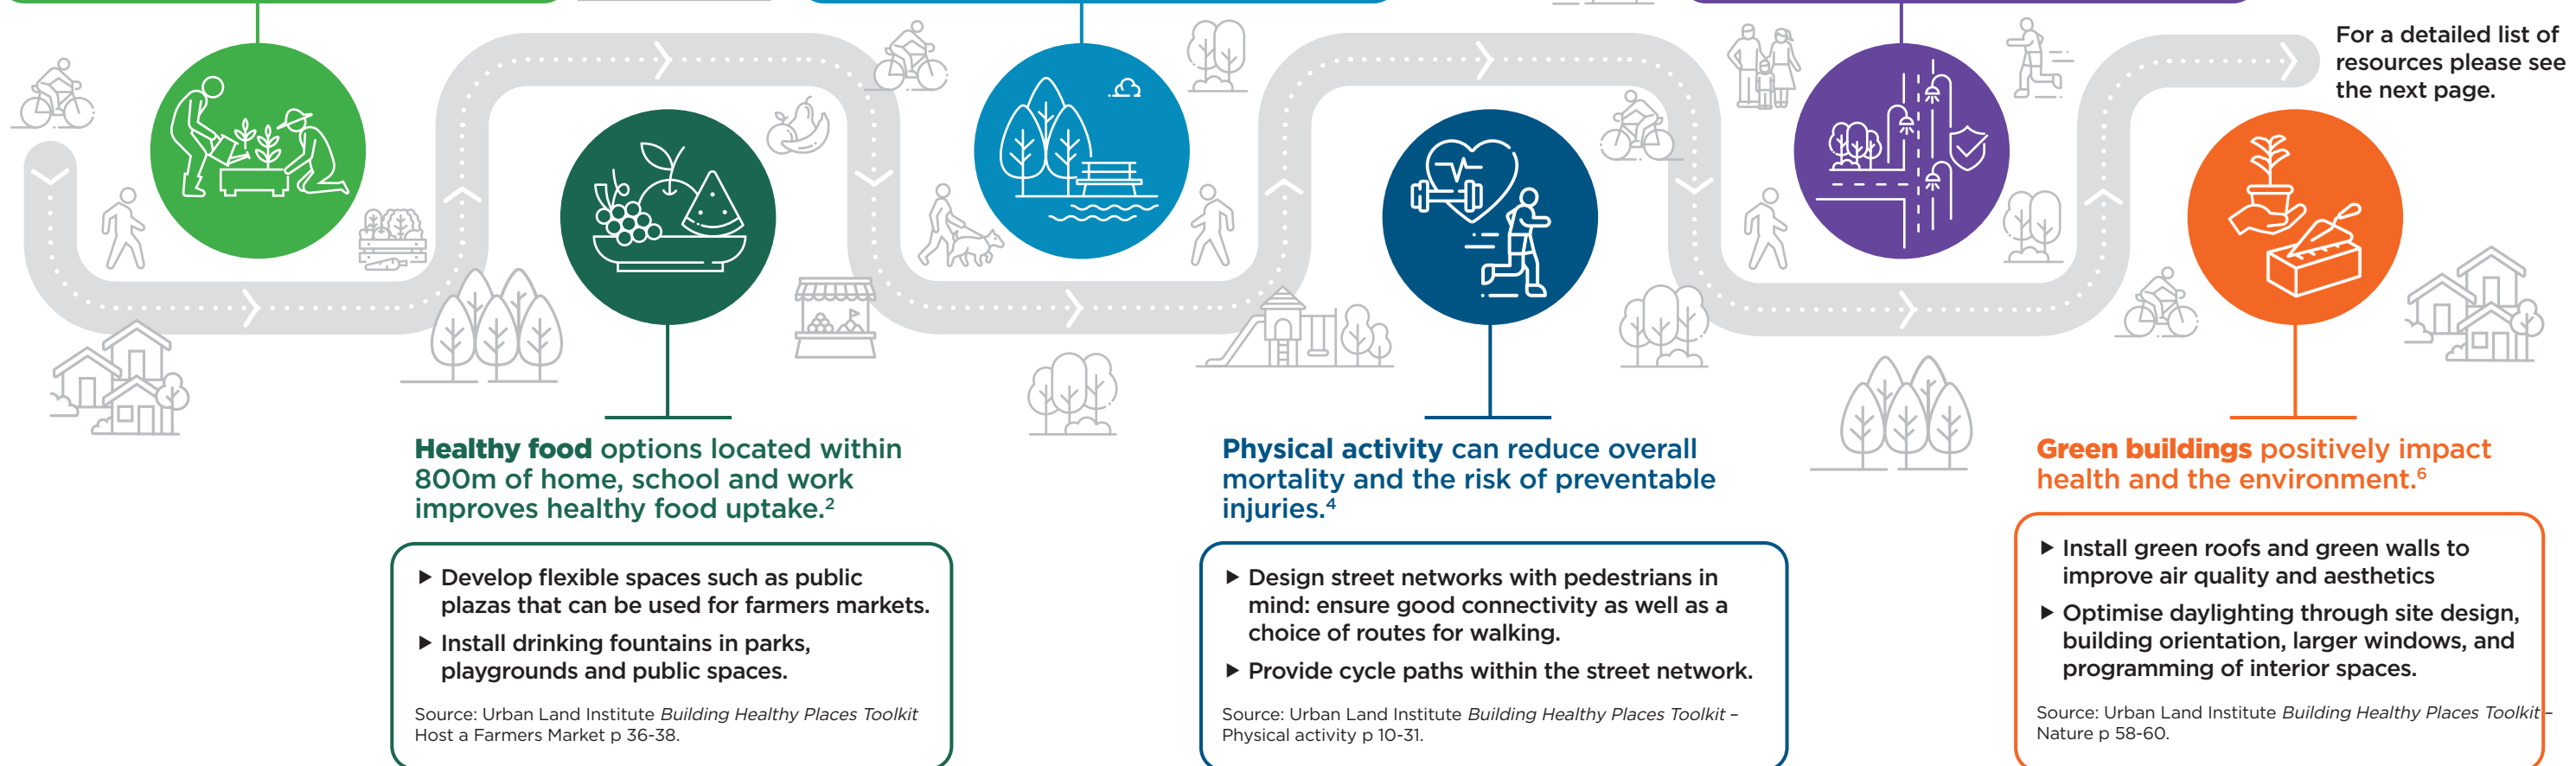 For a detailed list of
resources please see
the next page.
Healthy food options located within
800m of home, school and work
improves healthy food uptake.²
▶ Develop flexible spaces such as public
plazas that can be used for farmers markets.
▶ Install drinking fountains in parks,
playgrounds and public spaces.
Source: Urban Land Institute Building Healthy Places Toolkit
Host a Farmers Market p 36-38.
Physical activity can reduce overall
mortality and the risk of preventable
injuries.⁴
▶ Design street networks with pedestrians in
mind: ensure good connectivity as well as a
choice of routes for walking.
▶ Provide cycle paths within the street network.
Source: Urban Land Institute Building Healthy Places Toolkit –
Physical activity p 10-31.
Green buildings positively impact
health and the environment.⁶
▶ Install green roofs and green walls to
improve air quality and aesthetics
▶ Optimise daylighting through site design,
building orientation, larger windows, and
programming of interior spaces.
Source: Urban Land Institute Building Healthy Places Toolkit –
Nature p 58-60.